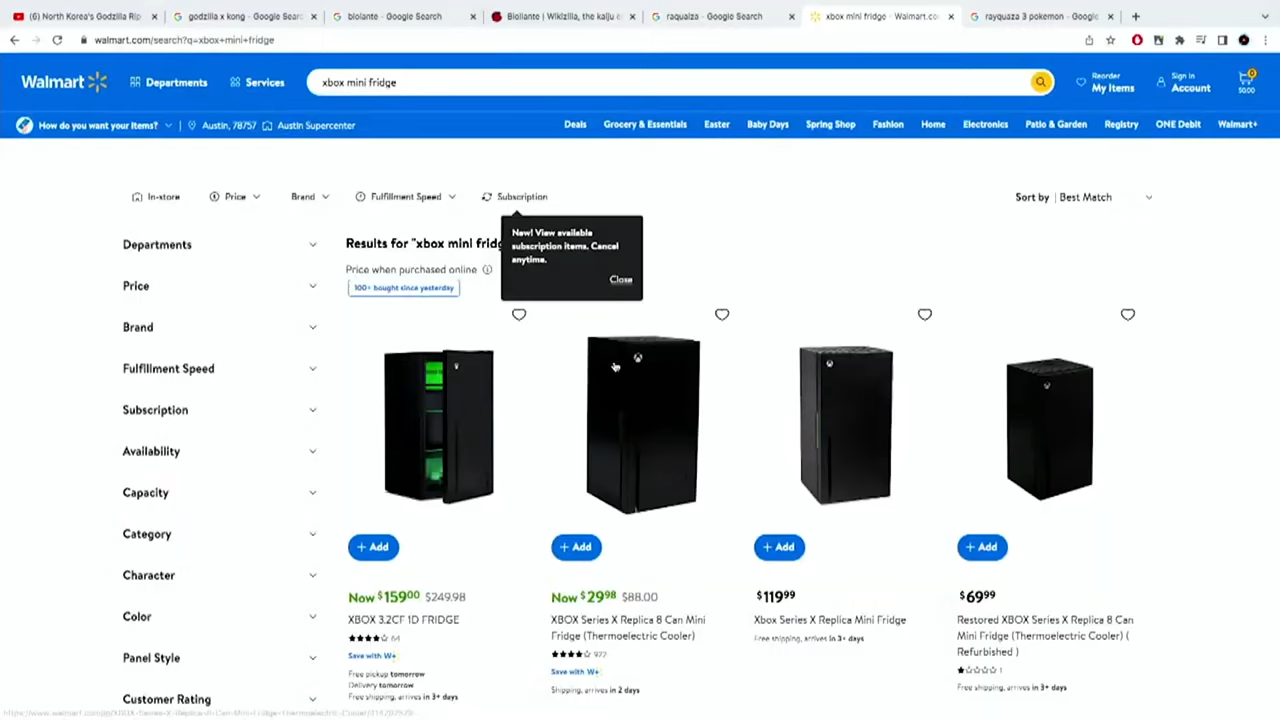 (6) North Korea's Godzilla Rip
godzilla x kong - Google Sear
biolante - Google Search
Biollante | Wikizilla, the kaiju e
raquaiza - Google Search
xbox mini fridge - Walmart.co
rayquaza 3 pokemon - Google
walmart.com/search?q=xbox+mini+fridge
Walmart
Departments
Services
xbox mini fridge
Reorder
My Items
Sign In
Account
0
$0.00
How do you want your items?
Austin, 78757
Austin Supercenter
Deals
Grocery & Essentials
Easter
Baby Days
Spring Shop
Fashion
Home
Electronics
Patio & Garden
Registry
ONE Debit
Walmart+
In-store
Price
Brand
Fulfillment Speed
Subscription
Sort by | Best Match
New! View available
subscription items. Cancel
anytime.
Close
Departments
Price
Brand
Fulfillment Speed
Subscription
Availability
Capacity
Category
Character
Color
Panel Style
Customer Rating
Results for "xbox mini fridg
Price when purchased online
100+ bought since yesterday
+ Add
Now $159.00 $249.98
XBOX 3.2CF 1D FRIDGE
64
Save with W+
Free pickup tomorrow
Delivery tomorrow
Free shipping, arrives in 3+ days
+ Add
Now $29.98 $88.00
XBOX Series X Replica 8 Can Mini
Fridge (Thermoelectric Cooler)
Save with W+
Shipping, arrives in 2 days
+ Add
$119.99
Xbox Series X Replica Mini Fridge
Free shipping, arrives in 3+ days
+ Add
$69.99
Restored XBOX Series X Replica 8 Can
Mini Fridge (Thermoelectric Cooler) (
Refurbished )
1
Free shipping, arrives in 3+ days